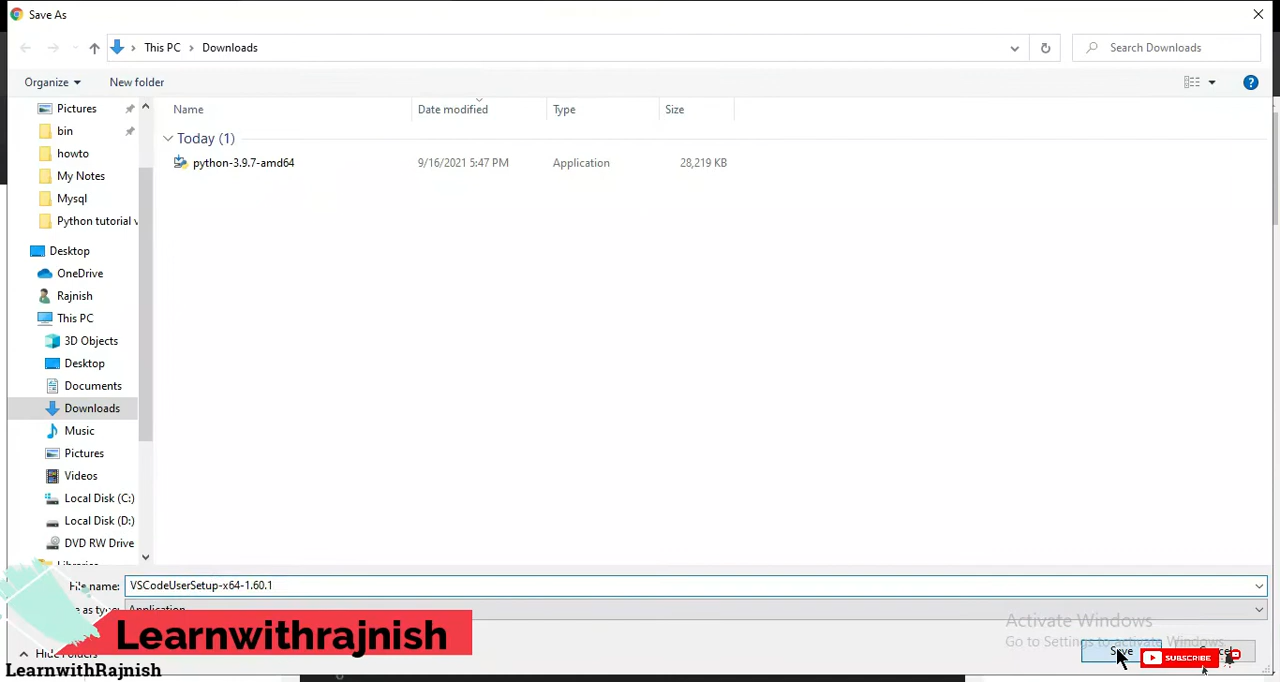 Save As
This PC
Downloads
Search Downloads
Organize
New folder
Pictures
bin
howto
My Notes
Mysql
Python tutorial v
Desktop
OneDrive
Rajnish
This PC
3D Objects
Desktop
Documents
Downloads
Music
Pictures
Videos
Local Disk (C:)
Local Disk (D:)
DVD RW Drive
Libraries
Name
Date modified
Type
Size
Today (1)
python-3.9.7-amd64
9/16/2021 5:47 PM
Application
28,219 KB
File name:
VSCodeUserSetup-x64-1.60.1
as type:
Application
Activate Windows
Go to Settings to activate Windows.
Hide Folders
Save
SUBSCRIBE
Learnwithrajnish
LearnwithRajnish